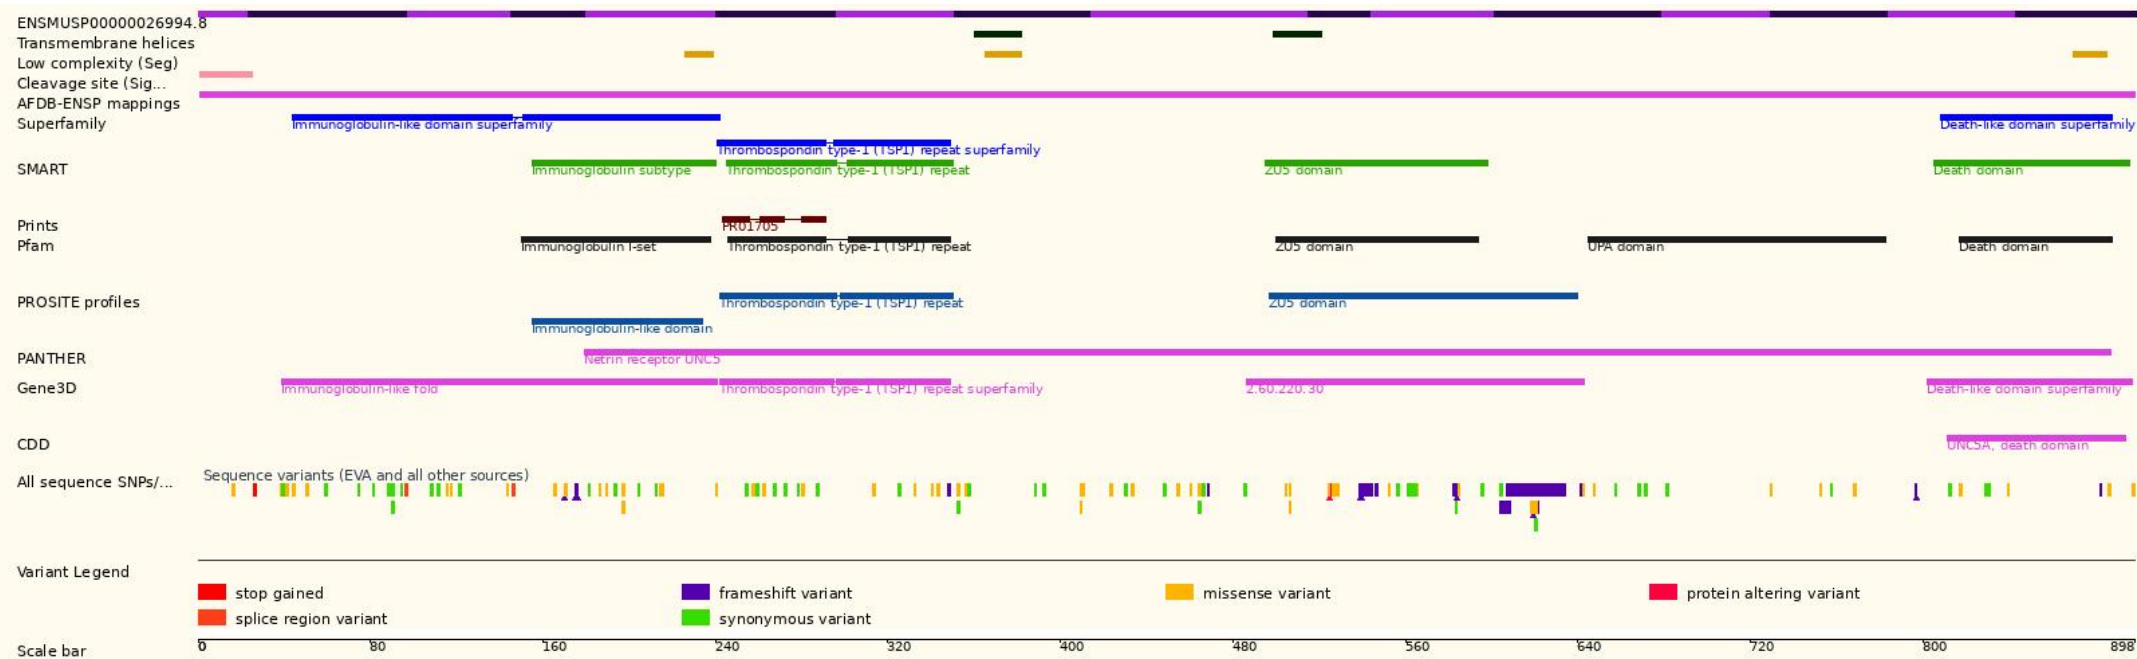 ENSMUSP00000026994.8
Transmembrane helices
Low complexity (Seg)
Cleavage site (Sig...
AFDB-ENSP mappings
Superfamily
Immunoglobulin-like domain superfamily
Death-like domain superfamily
Thrombospondin type-1 (TSP1) repeat superfamily
SMART
Immunoglobulin subtype
Thrombospondin type-1 (TSP1) repeat
ZU5 domain
Death domain
Prints
PR01705
Pfam
Immunoglobulin I-set
Thrombospondin type-1 (TSP1) repeat
ZU5 domain
UPA domain
Death domain
PROSITE profiles
Thrombospondin type-1 (TSP1) repeat
ZU5 domain
Immunoglobulin-like domain
PANTHER
Netrin receptor UNC5
Gene3D
Immunoglobulin-like fold
Thrombospondin type-1 (TSP1) repeat superfamily
2.60.220.30
Death-like domain superfamily
CDD
UNC5A, death domain
All sequence SNPs/...
Sequence variants (EVA and all other sources)
Variant Legend
stop gained
frameshift variant
missense variant
protein altering variant
splice region variant
synonymous variant
Scale bar
0 80 160 240 320 400 480 560 640 720 800 898